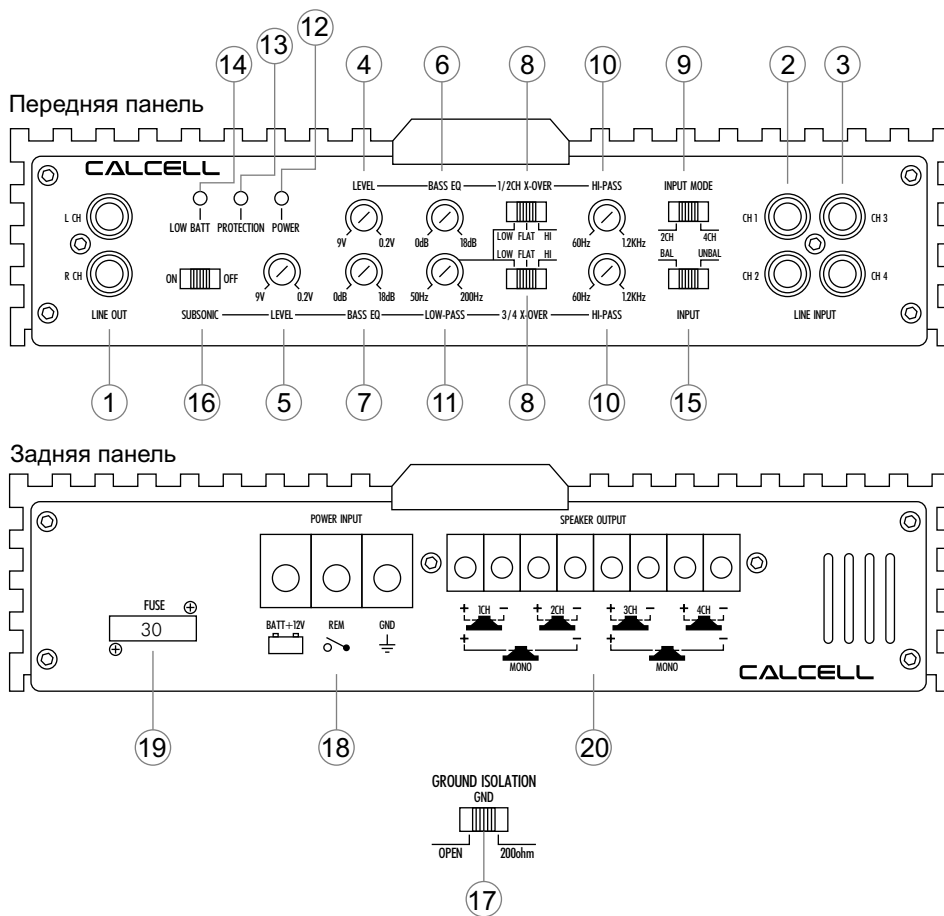 12
13
14 4 6 8 10 9 2 3
Передняя панель
CALCELL
LEVEL BASS EQ 1/2CH X-OVER HI-PASS INPUT MODE
L CH CH 1 CH 3
LOW BATT PROTECTION POWER
9V 0.2V 0dB 18dB LOW FLAT HI 60Hz 1.2KHz 2CH 4CH
LOW FLAT HI BAL UNBAL
R CH ON OFF CH 2 CH 4
9V 0.2V 0dB 18dB 50Hz 200Hz 60Hz 1.2KHz
LINE OUT SUBSONIC LEVEL BASS EQ LOW-PASS 3/4 X-OVER HI-PASS INPUT LINE INPUT
1 16 5 7 11 8 10 15
Задняя панель
POWER INPUT SPEAKER OUTPUT
FUSE
30
BATT+12V REM GND
+ 1CH - + 2CH - + 3CH - + 4CH -
+ - + -
MONO MONO
CALCELL
19 18 20
GROUND ISOLATION
GND
OPEN 200ohm
17